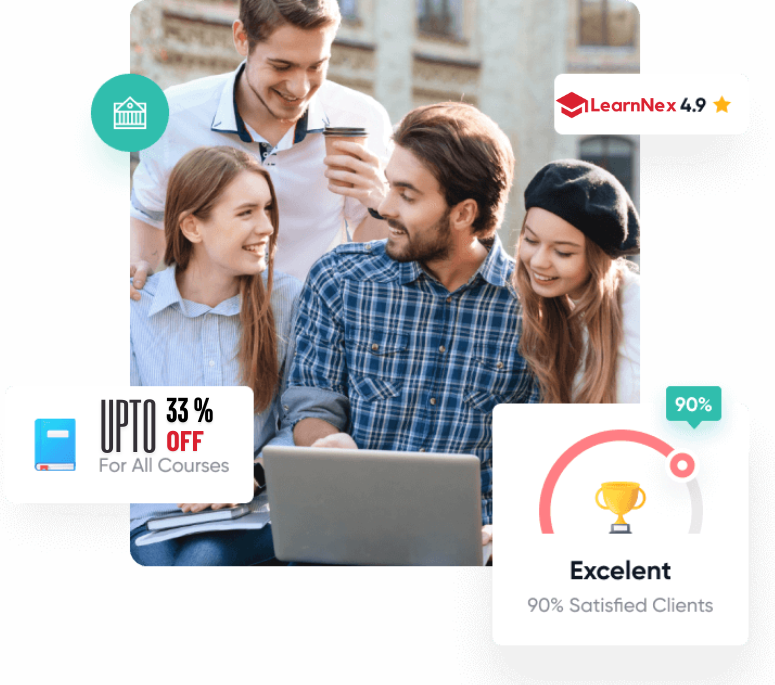 LearnNex 4.9
UPTO 33 % OFF
For All Courses
90%
Excelent
90% Satisfied Clients